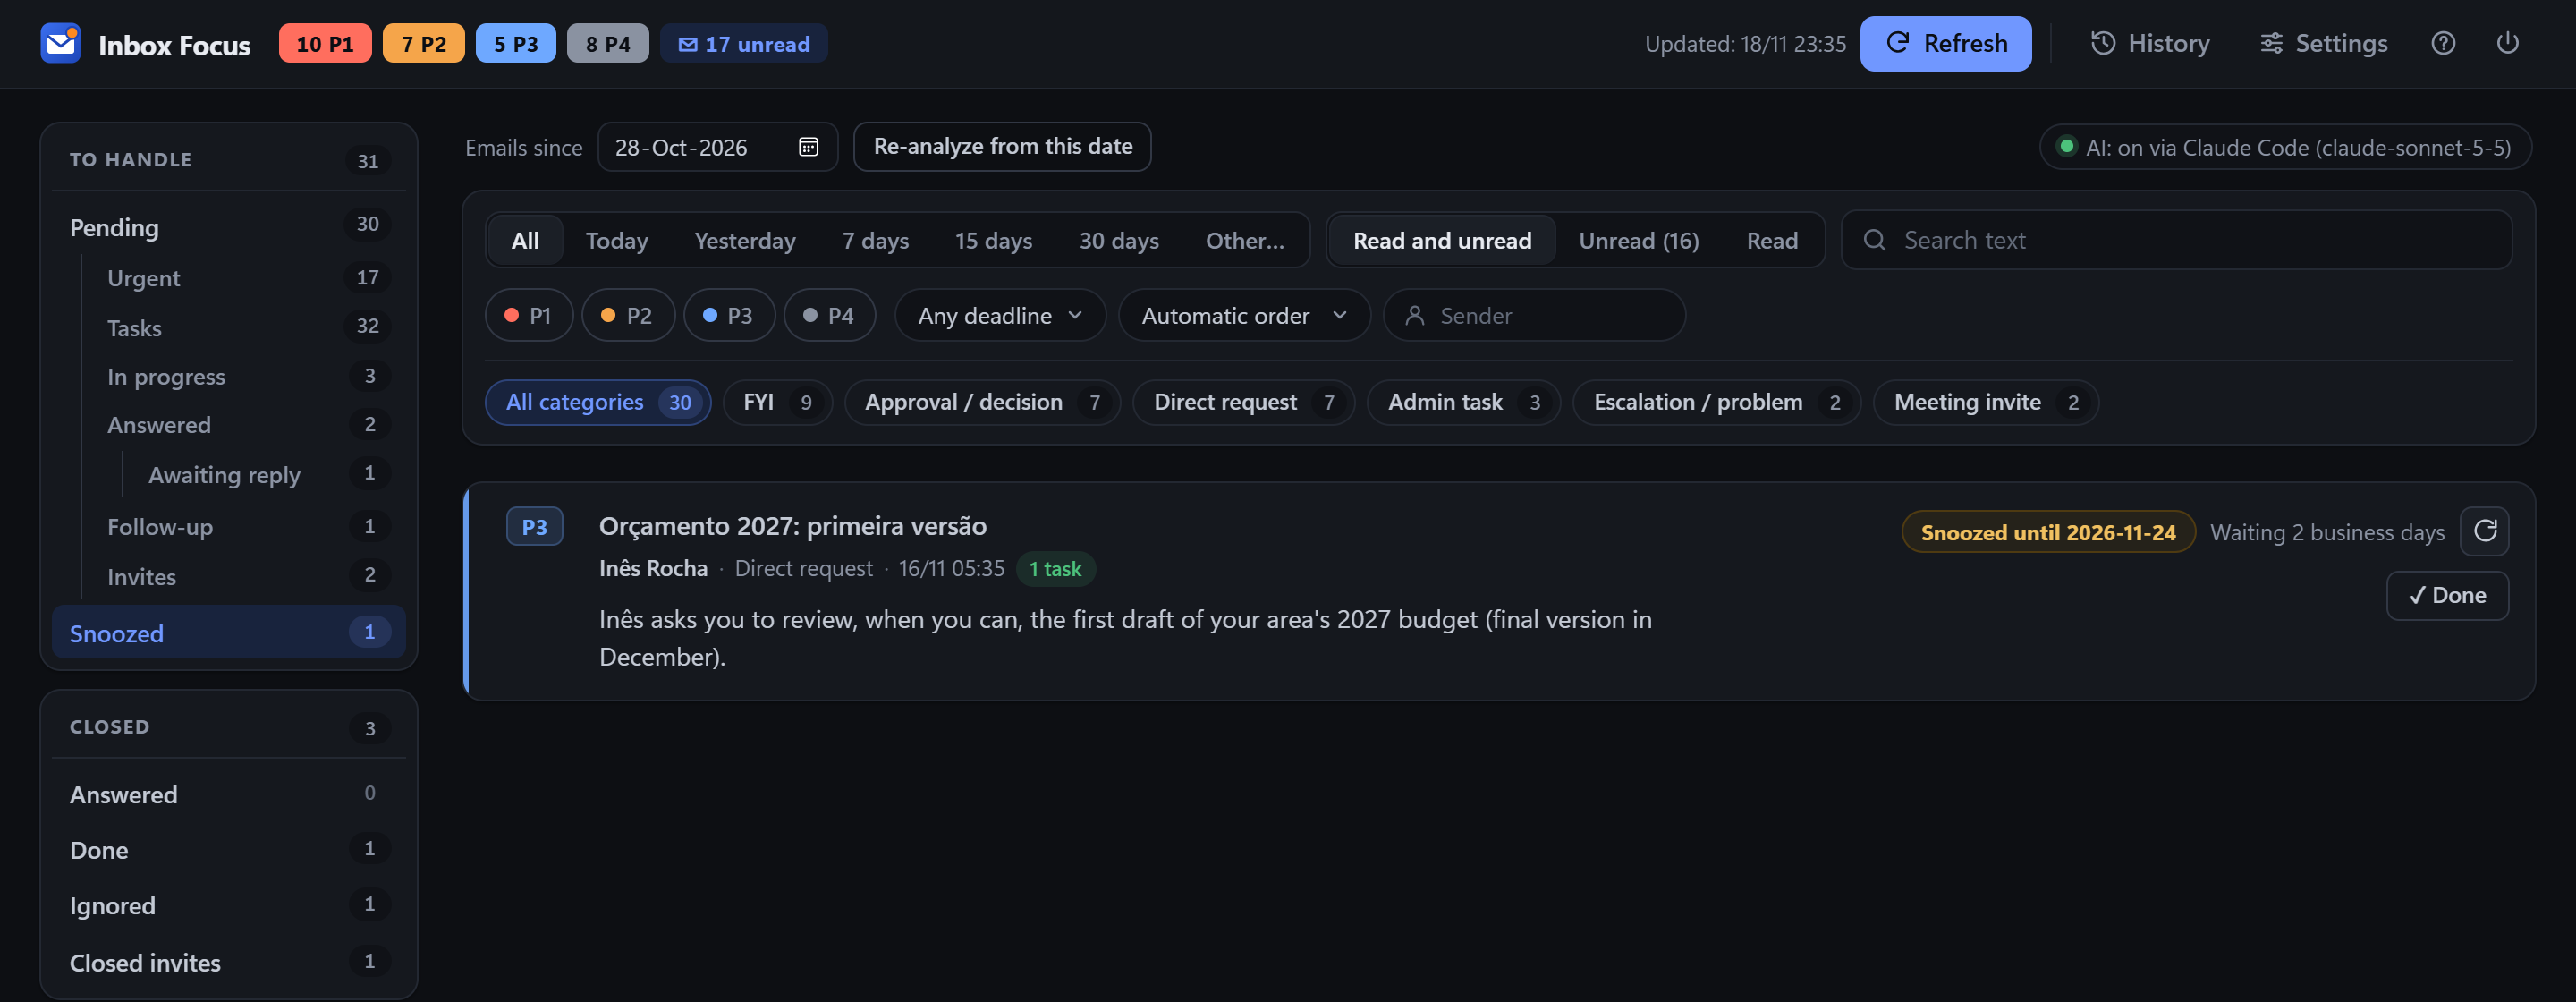 Inbox Focus 10 P1 7 P2 5 P3 8 P4 17 unread Updated: 18/11 23:35 Refresh History Settings
TO HANDLE 31
Pending 30
Urgent 17
Tasks 32
In progress 3
Answered 2
Awaiting reply 1
Follow-up 1
Invites 2
Snoozed 1
CLOSED 3
Answered 0
Done 1
Ignored 1
Closed invites 1
Emails since 28-Oct-2026 Re-analyze from this date AI: on via Claude Code (claude-sonnet-5-5)
All Today Yesterday 7 days 15 days 30 days Other... Read and unread Unread (16) Read Search text
P1 P2 P3 P4 Any deadline Automatic order Sender
All categories 30 FYI 9 Approval / decision 7 Direct request 7 Admin task 3 Escalation / problem 2 Meeting invite 2
P3 Orçamento 2027: primeira versão Snoozed until 2026-11-24 Waiting 2 business days
Inês Rocha · Direct request · 16/11 05:35 1 task
✓ Done
Inês asks you to review, when you can, the first draft of your area's 2027 budget (final version in
December).